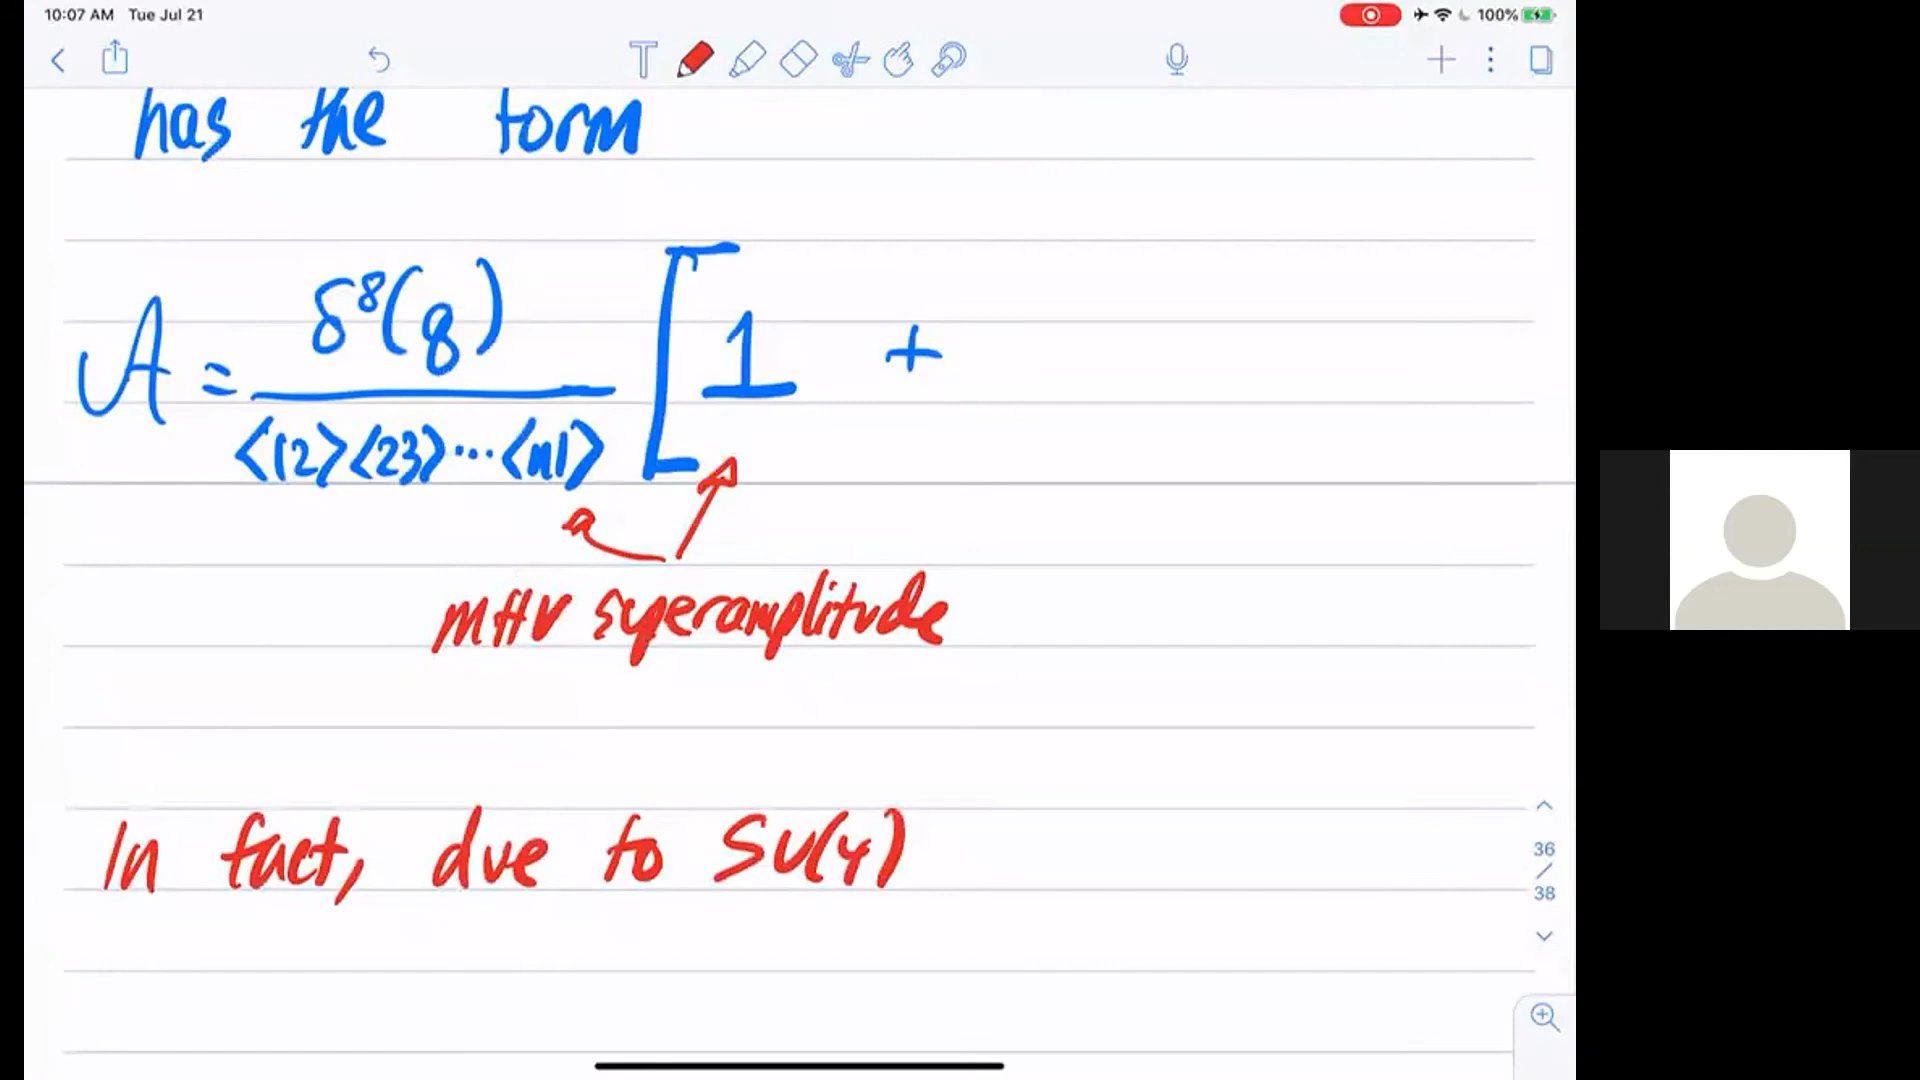 10:07 AM Tue Jul 21
100%
has the form
𝒜 = δ⁸(q) / ⟨12⟩⟨23⟩⋯⟨n1⟩ [ 1 +
MHV superamplitude
In fact, due to SU(4)
36
/
38